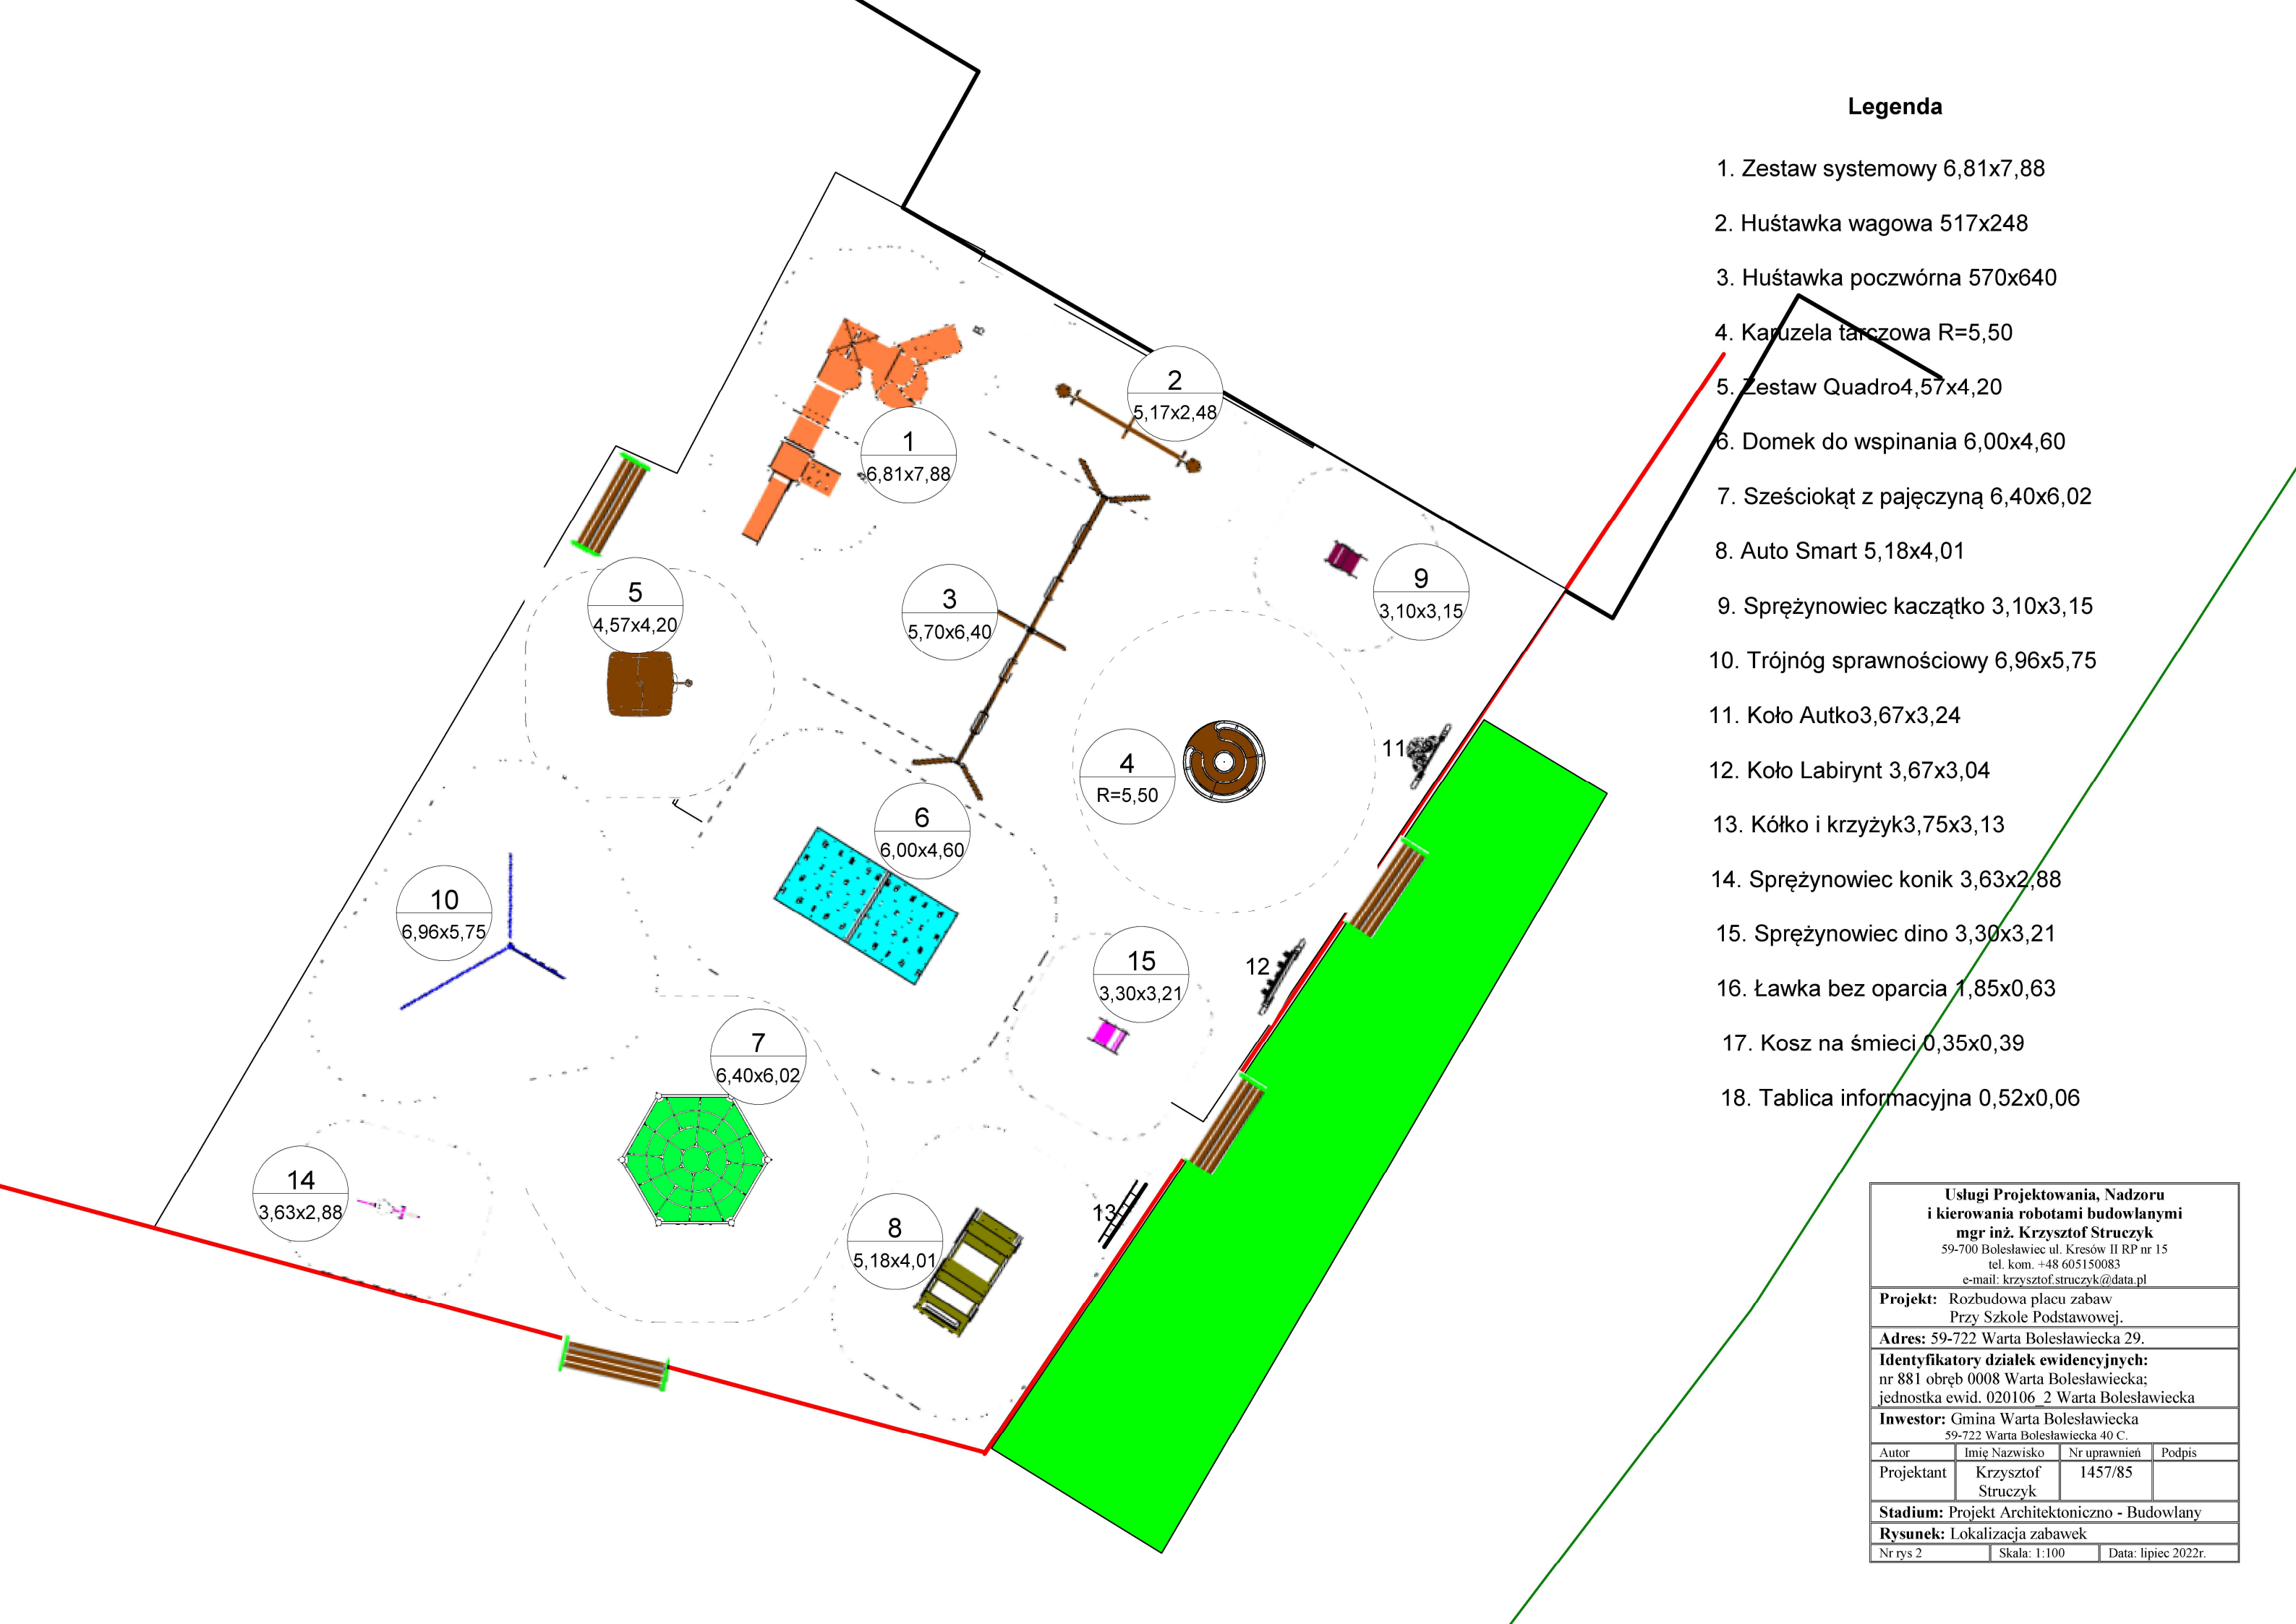 Legenda
1. Zestaw systemowy 6,81x7,88
2. Huśtawka wagowa 517x248
3. Huśtawka poczwórna 570x640
4. Karuzela tarczowa R=5,50
5. Zestaw Quadro4,57x4,20
6. Domek do wspinania 6,00x4,60
7. Sześciokąt z pajęczyną 6,40x6,02
8. Auto Smart 5,18x4,01
9. Sprężynowiec kaczątko 3,10x3,15
10. Trójnóg sprawnościowy 6,96x5,75
11. Koło Autko3,67x3,24
12. Koło Labirynt 3,67x3,04
13. Kółko i krzyżyk3,75x3,13
14. Sprężynowiec konik 3,63x2,88
15. Sprężynowiec dino 3,30x3,21
16. Ławka bez oparcia 1,85x0,63
17. Kosz na śmieci 0,35x0,39
18. Tablica informacyjna 0,52x0,06
B
2
5,17x2,48
1
6,81x7,88
B
9
3,10x3,15
5
4,57x4,20
3
5,70x6,40
11
4
R=5,50
6
6,00x4,60
10
6,96x5,75
15
3,30x3,21
12
7
6,40x6,02
14
3,63x2,88
13
8
5,18x4,01
Usługi Projektowania, Nadzoru
i kierowania robotami budowlanymi
mgr inż. Krzysztof Struczyk
59-700 Bolesławiec ul. Kresów II RP nr 15
tel. kom. +48 605150083
e-mail: krzysztof.struczyk@data.pl
Projekt: Rozbudowa placu zabaw
Przy Szkole Podstawowej.
Adres: 59-722 Warta Bolesławiecka 29.
Identyfikatory działek ewidencyjnych:
nr 881 obręb 0008 Warta Bolesławiecka;
jednostka ewid. 020106_2 Warta Bolesławiecka
Inwestor: Gmina Warta Bolesławiecka
59-722 Warta Bolesławiecka 40 C.
Autor Imię Nazwisko Nr uprawnień Podpis
Projektant Krzysztof 1457/85
Struczyk
Stadium: Projekt Architektoniczno - Budowlany
Rysunek: Lokalizacja zabawek
Nr rys 2 Skala: 1:100 Data: lipiec 2022r.